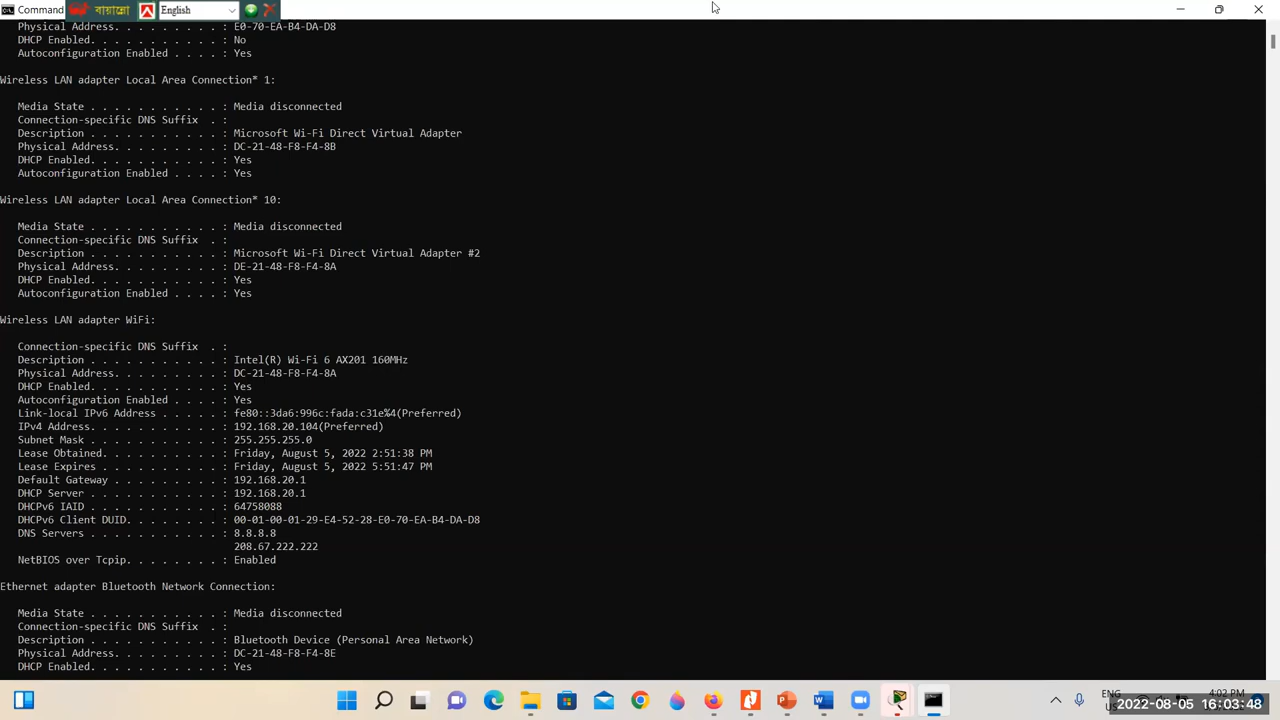 Command
বায়ান্নো
English
Physical Address. . . . . . . . . : E0-70-EA-B4-DA-D8
DHCP Enabled. . . . . . . . . . . : No
Autoconfiguration Enabled . . . . : Yes
Wireless LAN adapter Local Area Connection* 1:
Media State . . . . . . . . . . . : Media disconnected
Connection-specific DNS Suffix  . :
Description . . . . . . . . . . . : Microsoft Wi-Fi Direct Virtual Adapter
Physical Address. . . . . . . . . : DC-21-48-F8-F4-8B
DHCP Enabled. . . . . . . . . . . : Yes
Autoconfiguration Enabled . . . . : Yes
Wireless LAN adapter Local Area Connection* 10:
Media State . . . . . . . . . . . : Media disconnected
Connection-specific DNS Suffix  . :
Description . . . . . . . . . . . : Microsoft Wi-Fi Direct Virtual Adapter #2
Physical Address. . . . . . . . . : DE-21-48-F8-F4-8A
DHCP Enabled. . . . . . . . . . . : Yes
Autoconfiguration Enabled . . . . : Yes
Wireless LAN adapter WiFi:
Connection-specific DNS Suffix  . :
Description . . . . . . . . . . . : Intel(R) Wi-Fi 6 AX201 160MHz
Physical Address. . . . . . . . . : DC-21-48-F8-F4-8A
DHCP Enabled. . . . . . . . . . . : Yes
Autoconfiguration Enabled . . . . : Yes
Link-local IPv6 Address . . . . . : fe80::3da6:996c:fada:c31e%4(Preferred)
IPv4 Address. . . . . . . . . . . : 192.168.20.104(Preferred)
Subnet Mask . . . . . . . . . . . : 255.255.255.0
Lease Obtained. . . . . . . . . . : Friday, August 5, 2022 2:51:38 PM
Lease Expires . . . . . . . . . . : Friday, August 5, 2022 5:51:47 PM
Default Gateway . . . . . . . . . : 192.168.20.1
DHCP Server . . . . . . . . . . . : 192.168.20.1
DHCPv6 IAID . . . . . . . . . . . : 64758088
DHCPv6 Client DUID. . . . . . . . : 00-01-00-01-29-E4-52-28-E0-70-EA-B4-DA-D8
DNS Servers . . . . . . . . . . . : 8.8.8.8
208.67.222.222
NetBIOS over Tcpip. . . . . . . . : Enabled
Ethernet adapter Bluetooth Network Connection:
Media State . . . . . . . . . . . : Media disconnected
Connection-specific DNS Suffix  . :
Description . . . . . . . . . . . : Bluetooth Device (Personal Area Network)
Physical Address. . . . . . . . . : DC-21-48-F8-F4-8E
DHCP Enabled. . . . . . . . . . . : Yes
ENG
US
4:02 PM
2022-08-05 16:03:48